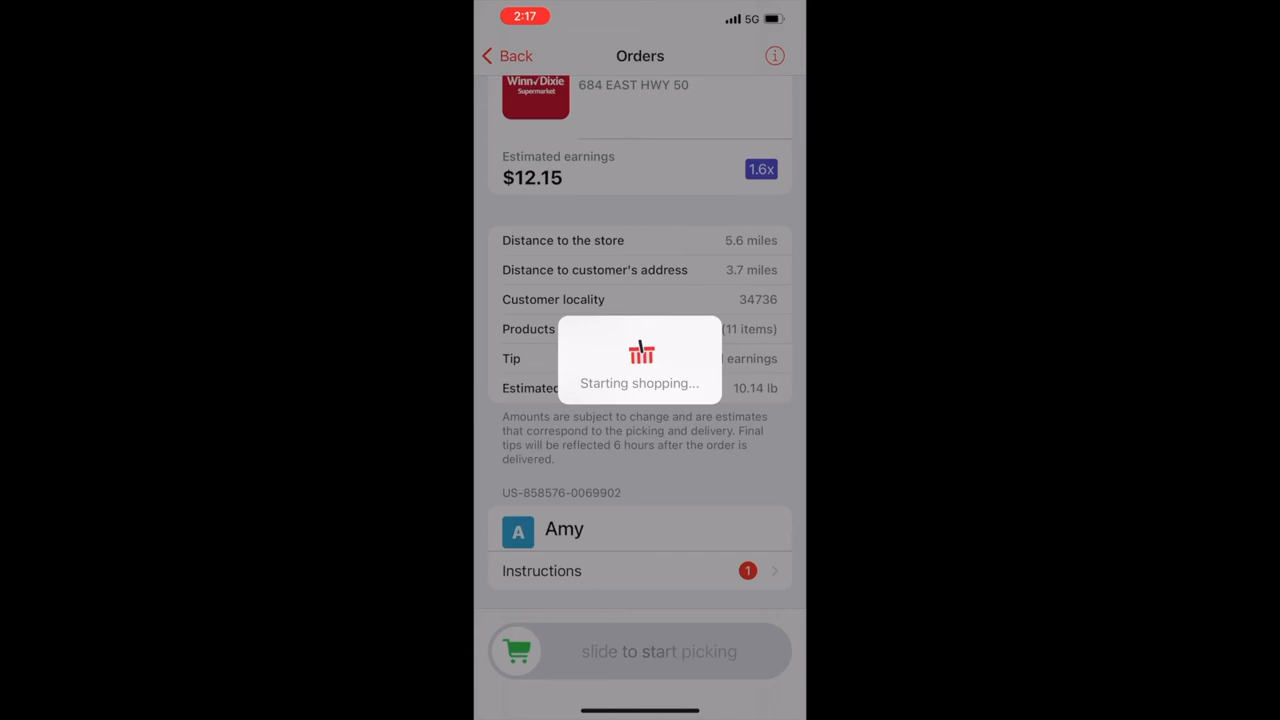 2:17
5G
Back
Orders
Winn Dixie
Supermarket
684 EAST HWY 50
Estimated earnings
$12.15
1.6x
Distance to the store 5.6 miles
Distance to customer's address 3.7 miles
Customer locality 34736
Products (11 items)
Tip earnings
Estimated 10.14 lb
Starting shopping...
Amounts are subject to change and are estimates
that correspond to the picking and delivery. Final
tips will be reflected 6 hours after the order is
delivered.
US-858576-0069902
A Amy
Instructions 1
slide to start picking